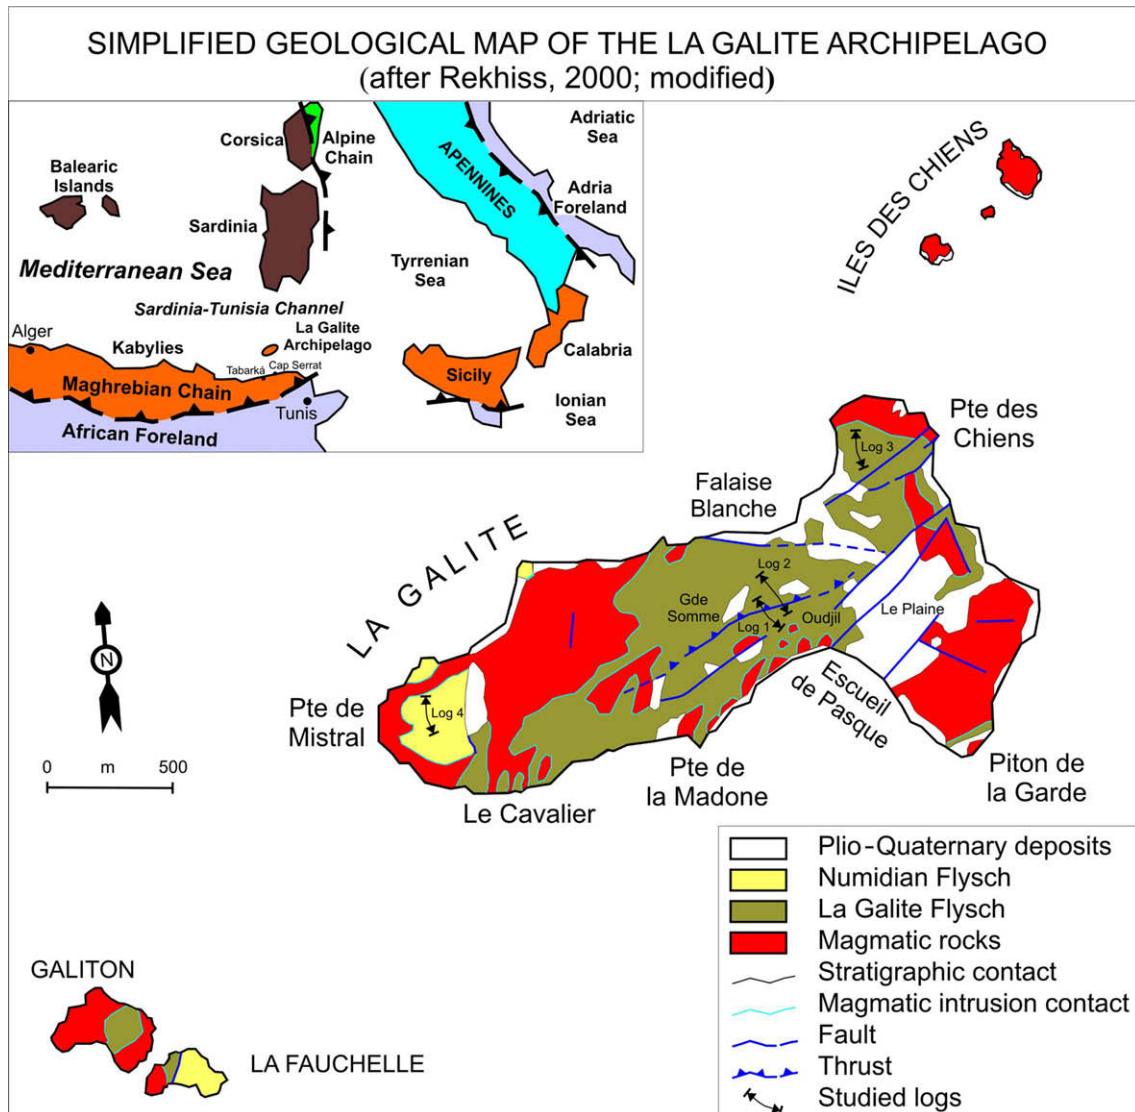 SIMPLIFIED GEOLOGICAL MAP OF THE LA GALITE ARCHIPELAGO
(after Rekhiss, 2000; modified)
Corsica
Alpine
Chain
Adriatic
Sea
Balearic
Islands
APENNINES
Adria
Foreland
Sardinia
Mediterranean Sea
Tyrrenian
Sea
Sardinia-Tunisia Channel
Alger
Kabylies
La Galite
Archipelago
Tabarká
Cap Serrat
Calabria
Maghrebian Chain
Sicily
Tunis
Ionian
Sea
African Foreland
ILES DES CHIENS
Pte des
Chiens
Log 3
Falaise
Blanche
LA GALITE
Log 2
Gde
Somme
Log 1
Oudjil
Le Plaine
N
Pte de
Mistral
Log 4
Escueil
de Pasque
0 m 500
Pte de
la Madone
Piton de
la Garde
Le Cavalier
Plio-Quaternary deposits
Numidian Flysch
La Galite Flysch
Magmatic rocks
Stratigraphic contact
Magmatic intrusion contact
Fault
Thrust
Studied logs
GALITON
LA FAUCHELLE